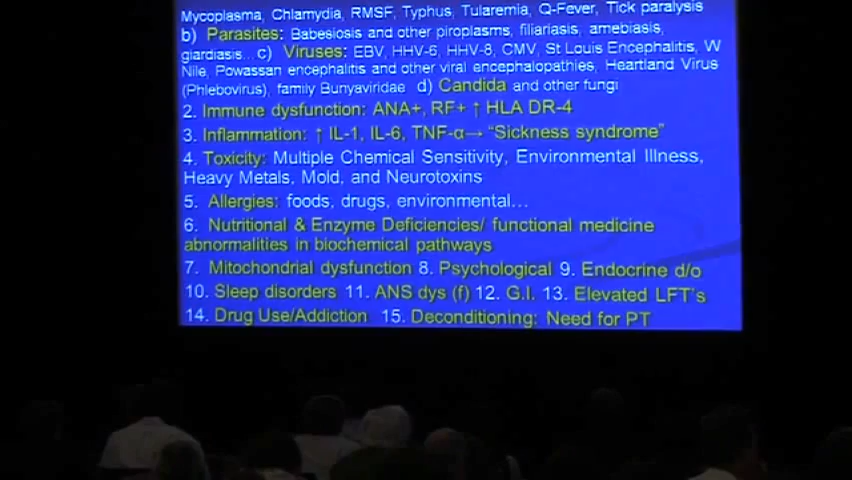 Mycoplasma, Chlamydia, RMSF, Typhus, Tularemia, Q-Fever, Tick paralysis
b) Parasites: Babesiosis and other piroplasms, filiariasis, amebiasis,
giardiasis... c) Viruses: EBV, HHV-6, HHV-8, CMV, St Louis Encephalitis, W
Nile, Powassan encephalitis and other viral encephalopathies, Heartland Virus
(Phlebovirus), family Bunyaviridae d) Candida and other fungi
2. Immune dysfunction: ANA+, RF+ ↑ HLA DR-4
3. Inflammation: ↑ IL-1, IL-6, TNF-α→ “Sickness syndrome”
4. Toxicity: Multiple Chemical Sensitivity, Environmental Illness,
Heavy Metals, Mold, and Neurotoxins
5. Allergies: foods, drugs, environmental...
6. Nutritional & Enzyme Deficiencies/ functional medicine
abnormalities in biochemical pathways
7. Mitochondrial dysfunction 8. Psychological 9. Endocrine d/o
10. Sleep disorders 11. ANS dys (f) 12. G.I. 13. Elevated LFT's
14. Drug Use/Addiction 15. Deconditioning: Need for PT